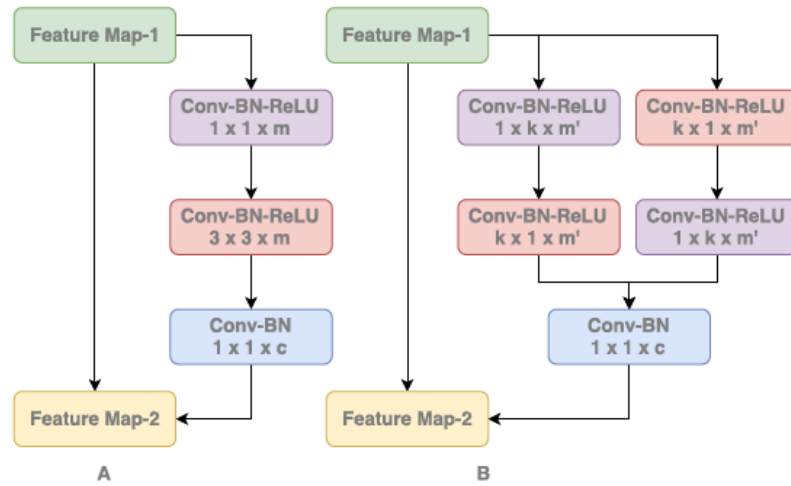 Feature Map-1
Conv-BN-ReLU
1 x 1 x m
Conv-BN-ReLU
3 x 3 x m
Conv-BN
1 x 1 x c
Feature Map-2
A
Feature Map-1
Conv-BN-ReLU
1 x k x m'
Conv-BN-ReLU
k x 1 x m'
Conv-BN-ReLU
k x 1 x m'
Conv-BN-ReLU
1 x k x m'
Conv-BN
1 x 1 x c
Feature Map-2
B